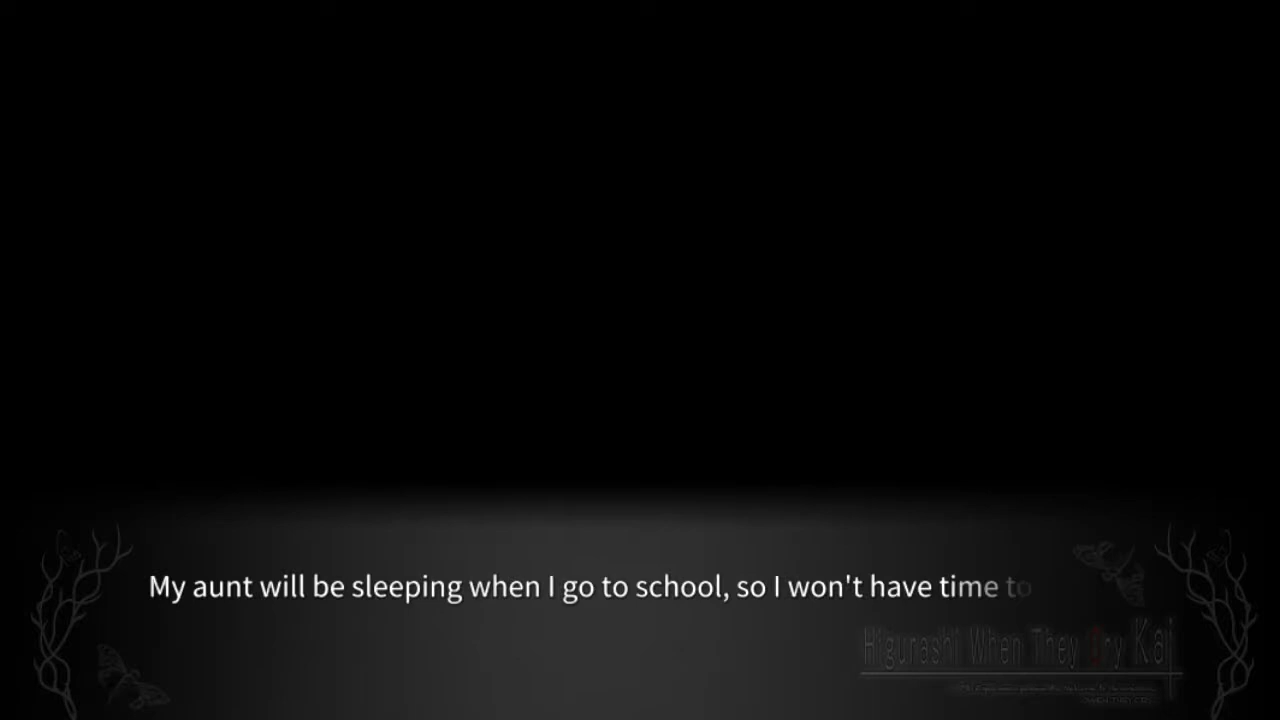 My aunt will be sleeping when I go to school, so I won't have time to
Higurashi When They Cry Kai